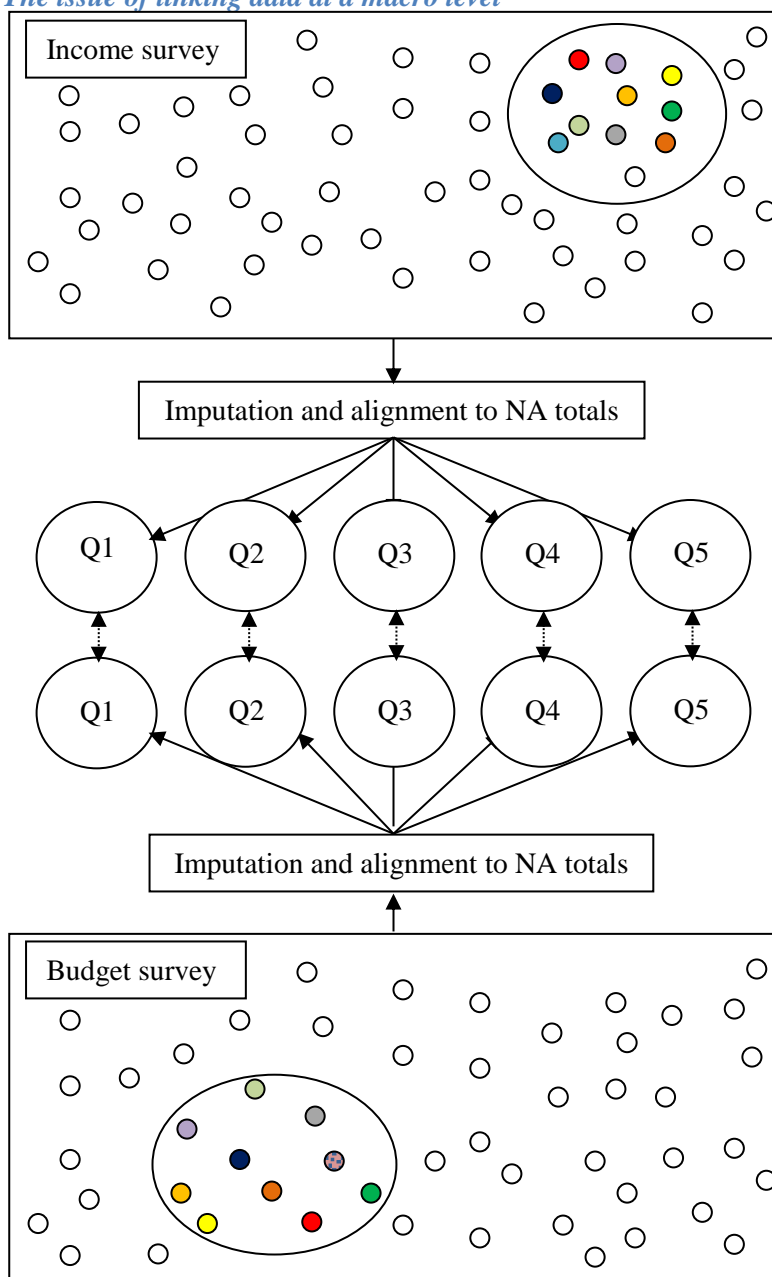 The issue of linking data at a macro level
Income survey
Imputation and alignment to NA totals
Q1 Q2 Q3 Q4 Q5
Q1 Q2 Q3 Q4 Q5
Imputation and alignment to NA totals
Budget survey